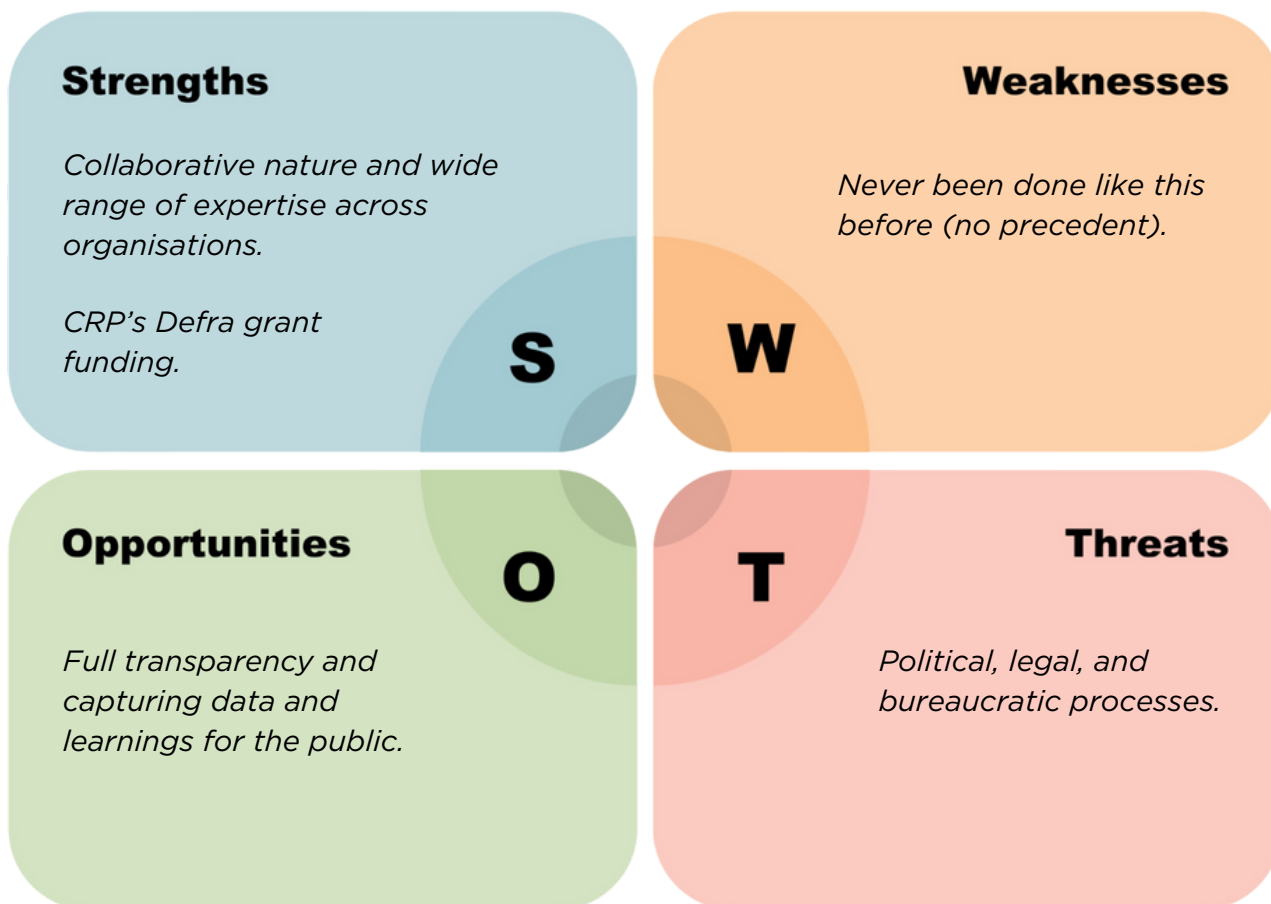 Strengths
Collaborative nature and wide
range of expertise across
organisations.
CRP’s Defra grant
funding.
S
Weaknesses
Never been done like this
before (no precedent).
W
Opportunities
Full transparency and
capturing data and
learnings for the public.
O
Threats
Political, legal, and
bureaucratic processes.
T